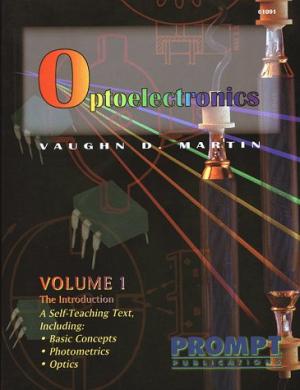 61091
Optoelectronics
VAUGHN D. MARTIN
VOLUME 1
The Introduction
A Self-Teaching Text,
Including:
• Basic Concepts
• Photometrics
• Optics
PROMPT
PUBLICATIONS